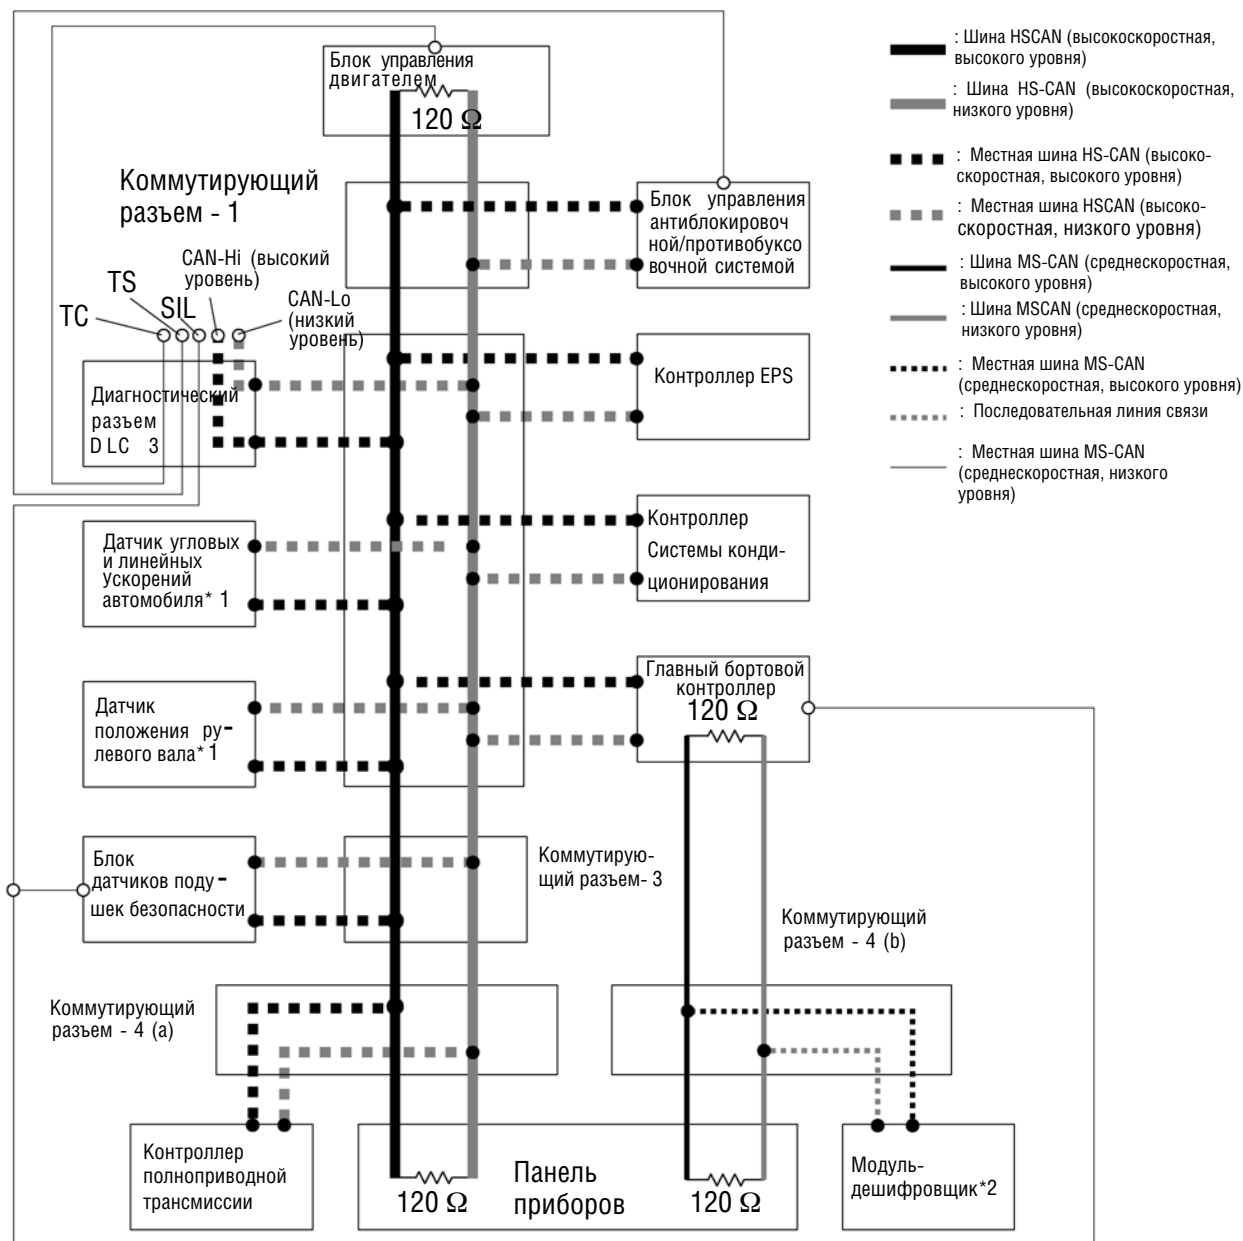 Блок управления
двигателем
120 Ω
Коммутирующий
разъем - 1
CAN-Hi (высокий
уровень)
TS
SIL
TC
CAN-Lo
(низкий
уровень)
Диагностический
разъем
DLC 3
Блок управления
антиблокировоч
ной/противобуксо
вочной системой
Контроллер EPS
Датчик угловых
и линейных
ускорений
автомобиля* 1
Контроллер
Системы конди-
ционирования
Датчик
положения ру-
левого вала* 1
Главный бортовой
контроллер
120 Ω
Блок
датчиков поду-
шек безопасности
Коммутирую-
щий разъем- 3
Коммутирующий
разъем - 4 (b)
Коммутирующий
разъем - 4 (a)
Контроллер
полноприводной
трансмиссии
120 Ω
Панель
приборов
120 Ω
Модуль-
дешифровщик*2
: Шина HSCAN (высокоскоростная,
высокого уровня)
: Шина HS-CAN (высокоскоростная,
низкого уровня)
: Местная шина HS-CAN (высоко-
скоростная, высокого уровня)
: Местная шина HSCAN (высоко-
скоростная, низкого уровня)
: Шина MS-CAN (среднескоростная,
высокого уровня)
: Шина MSCAN (среднескоростная,
низкого уровня)
: Местная шина MS-CAN
(среднескоростная, высокого уровня)
: Последовательная линия связи
: Местная шина MS-CAN
(среднескоростная, низкого
уровня)